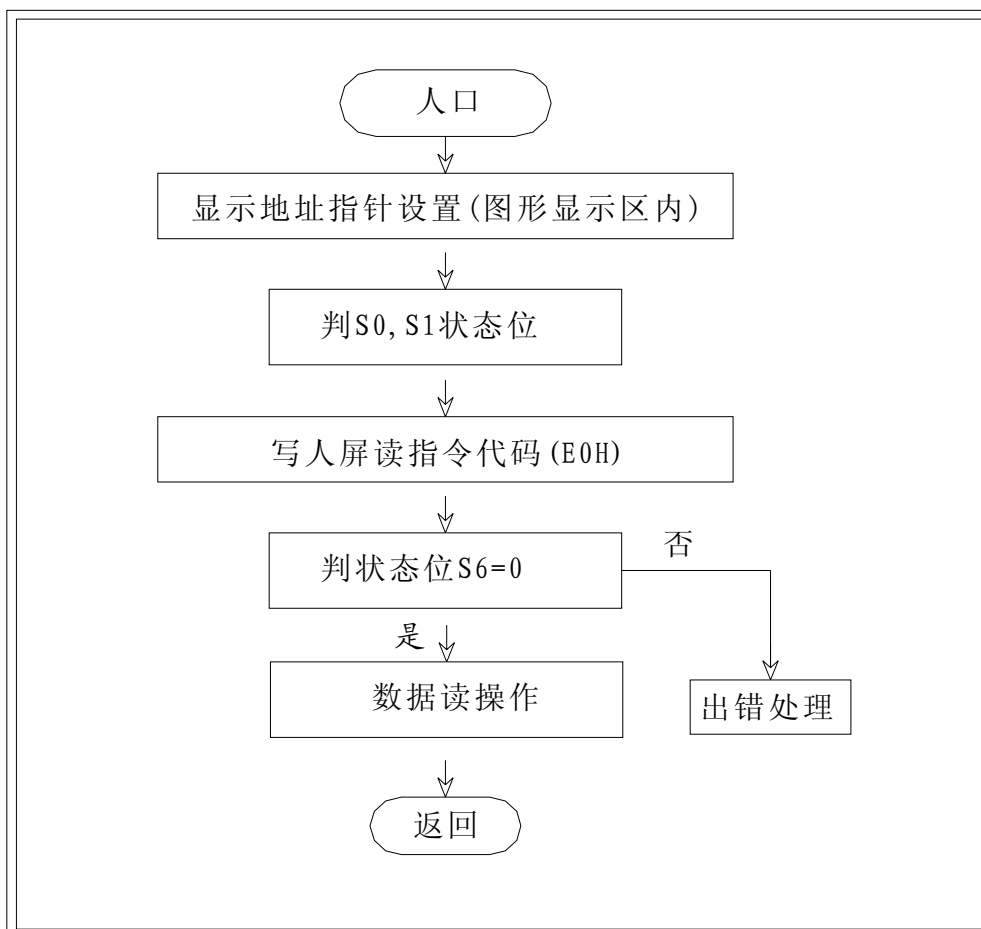 人口
显示地址指针设置(图形显示区内)
判S0,S1状态位
写人屏读指令代码(E0H)
判状态位S6=0
否
是
数据读操作
出错处理
返回